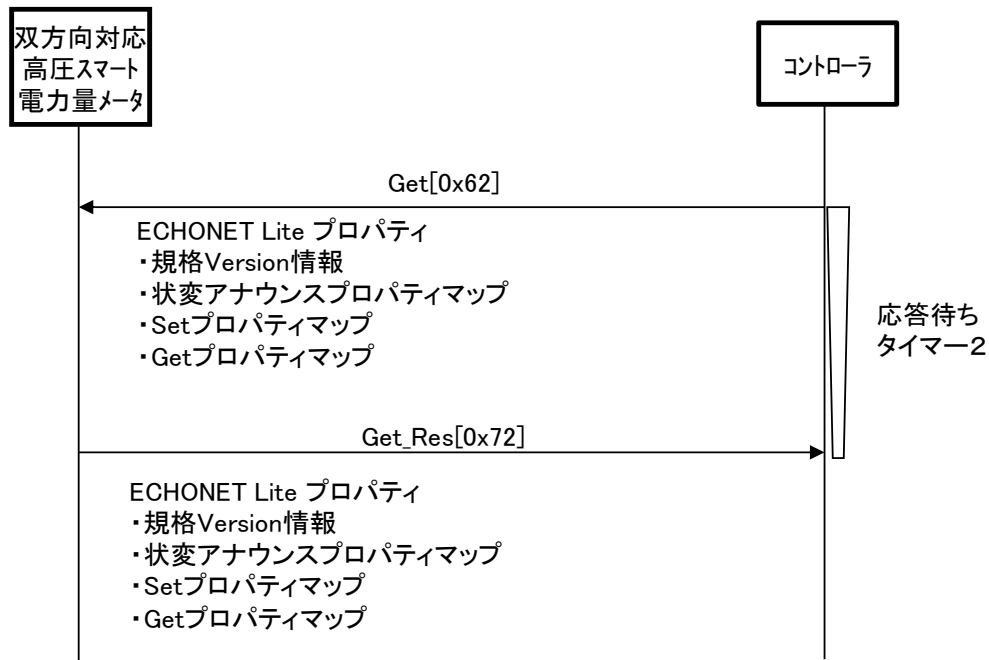 双方向対応
高圧スマート
電力量メータ
コントローラ
Get[0x62]
ECHONET Lite プロパティ
・規格Version情報
・状変アナウンスプロパティマップ
・Setプロパティマップ
・Getプロパティマップ
応答待ち
タイマー2
Get_Res[0x72]
ECHONET Lite プロパティ
・規格Version情報
・状変アナウンスプロパティマップ
・Setプロパティマップ
・Getプロパティマップ